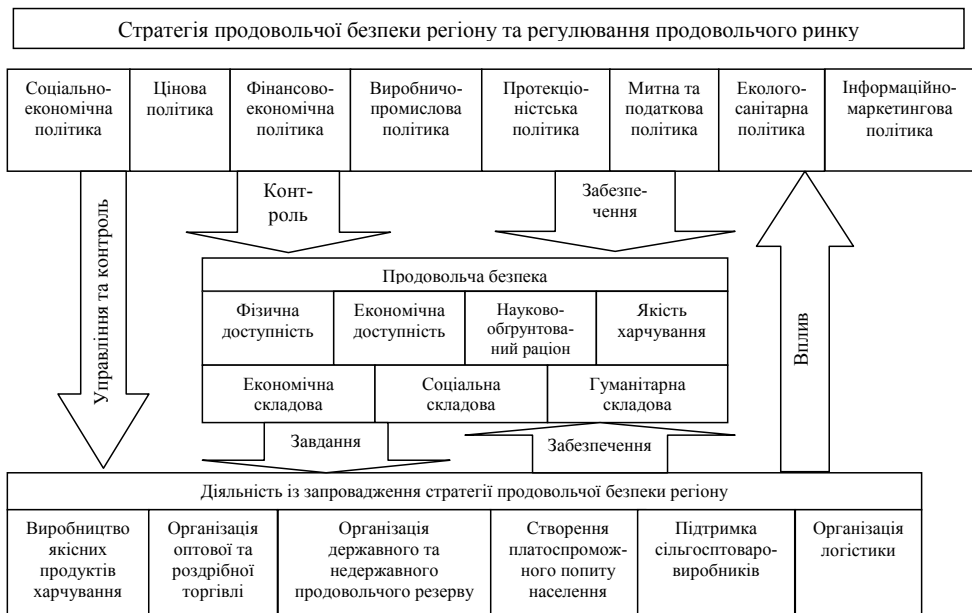 Стратегія продовольчої безпеки регіону та регулювання продовольчого ринку
Соціально-
економічна
політика
Цінова
політика
Фінансово-
економічна
політика
Виробничо-
промислова
політика
Протекціо-
ністська
політика
Митна та
податкова
політика
Еколого-
санітарна
політика
Інформаційно-
маркетингова
політика
Управління та контроль
Конт-
роль
Забезпе-
чення
Вплив
Продовольча безпека
Фізична
доступність
Економічна
доступність
Науково-
обґрунтова-
ний раціон
Якість
харчування
Економічна
складова
Соціальна
складова
Гуманітарна
складова
Завдання
Забезпечення
Діяльність із запровадження стратегії продовольчої безпеки регіону
Виробництво
якісних
продуктів
харчування
Організація
оптової та
роздрібної
торгівлі
Організація
державного та
недержавного
продовольчого резерву
Створення
платоспромож-
ного попиту
населення
Підтримка
сільгосптоваро-
виробників
Організація
логістики